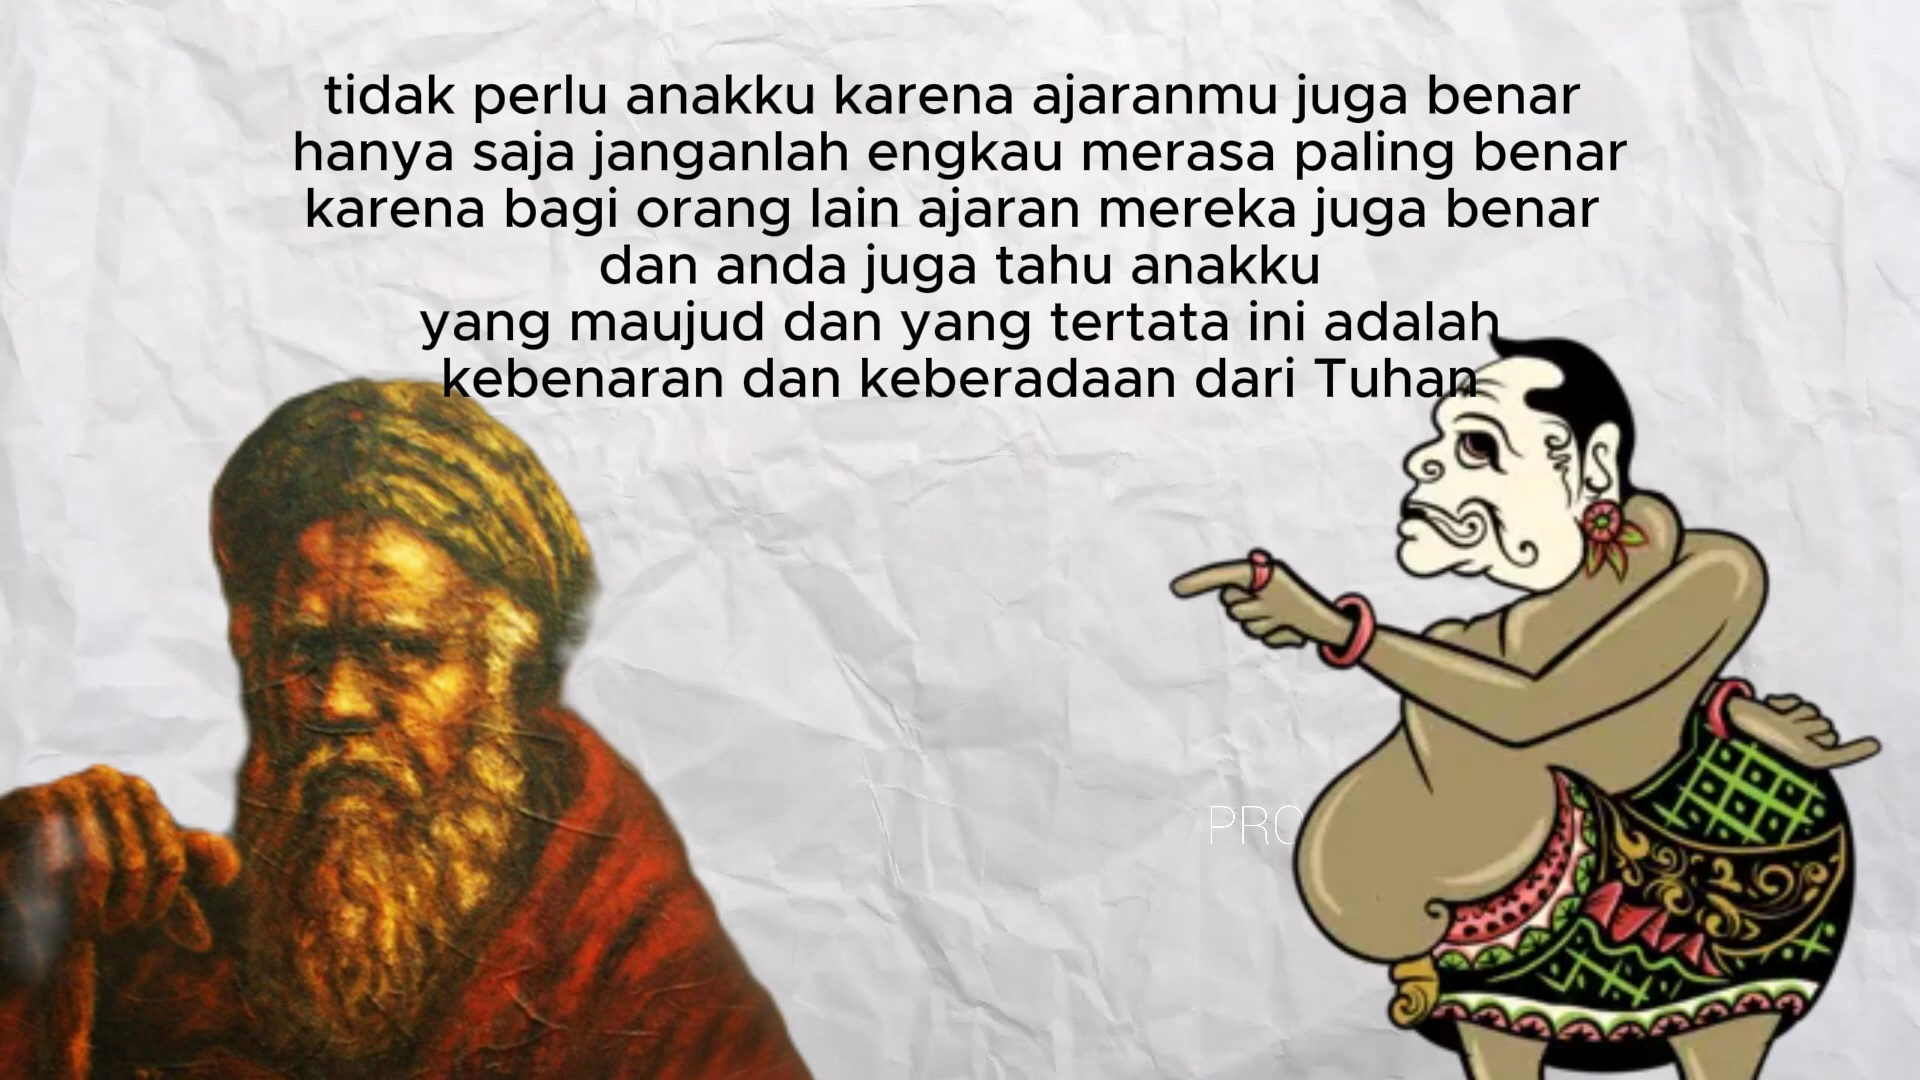 tidak perlu anakku karena ajaranmu juga benar
hanya saja janganlah engkau merasa paling benar
karena bagi orang lain ajaran mereka juga benar
dan anda juga tahu anakku
yang maujud dan yang tertata ini adalah
kebenaran dan keberadaan dari Tuhan